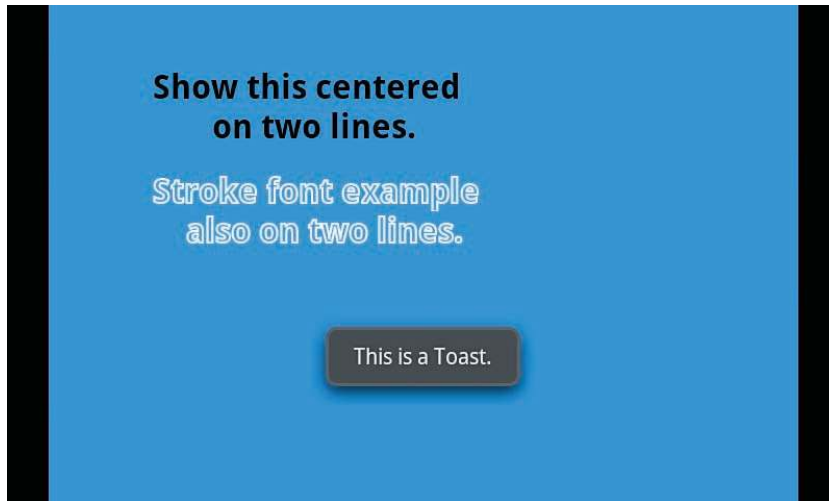 Show this centered
on two lines.
Stroke font example
also on two lines.
This is a Toast.